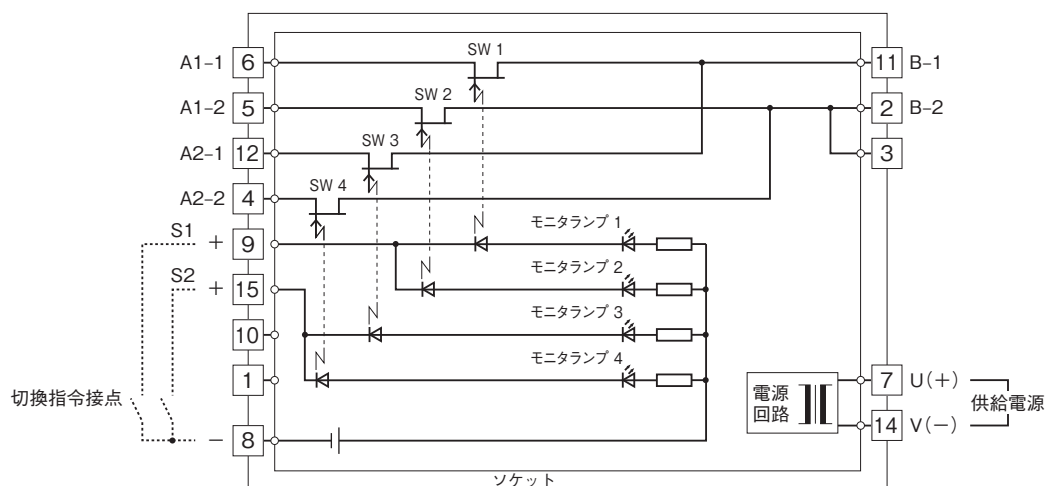 A1–1 6 SW 1 11 B–1
A1–2 5 SW 2 2 B–2
A2–1 12 SW 3 3
A2–2 4 SW 4
S1 + 9 モニタランプ 1
S2 + 15 モニタランプ 2
10 モニタランプ 3
1 モニタランプ 4
切換指令接点
− 8
電源
回路
7 U(+)
供給電源
14 V(−)
ソケット